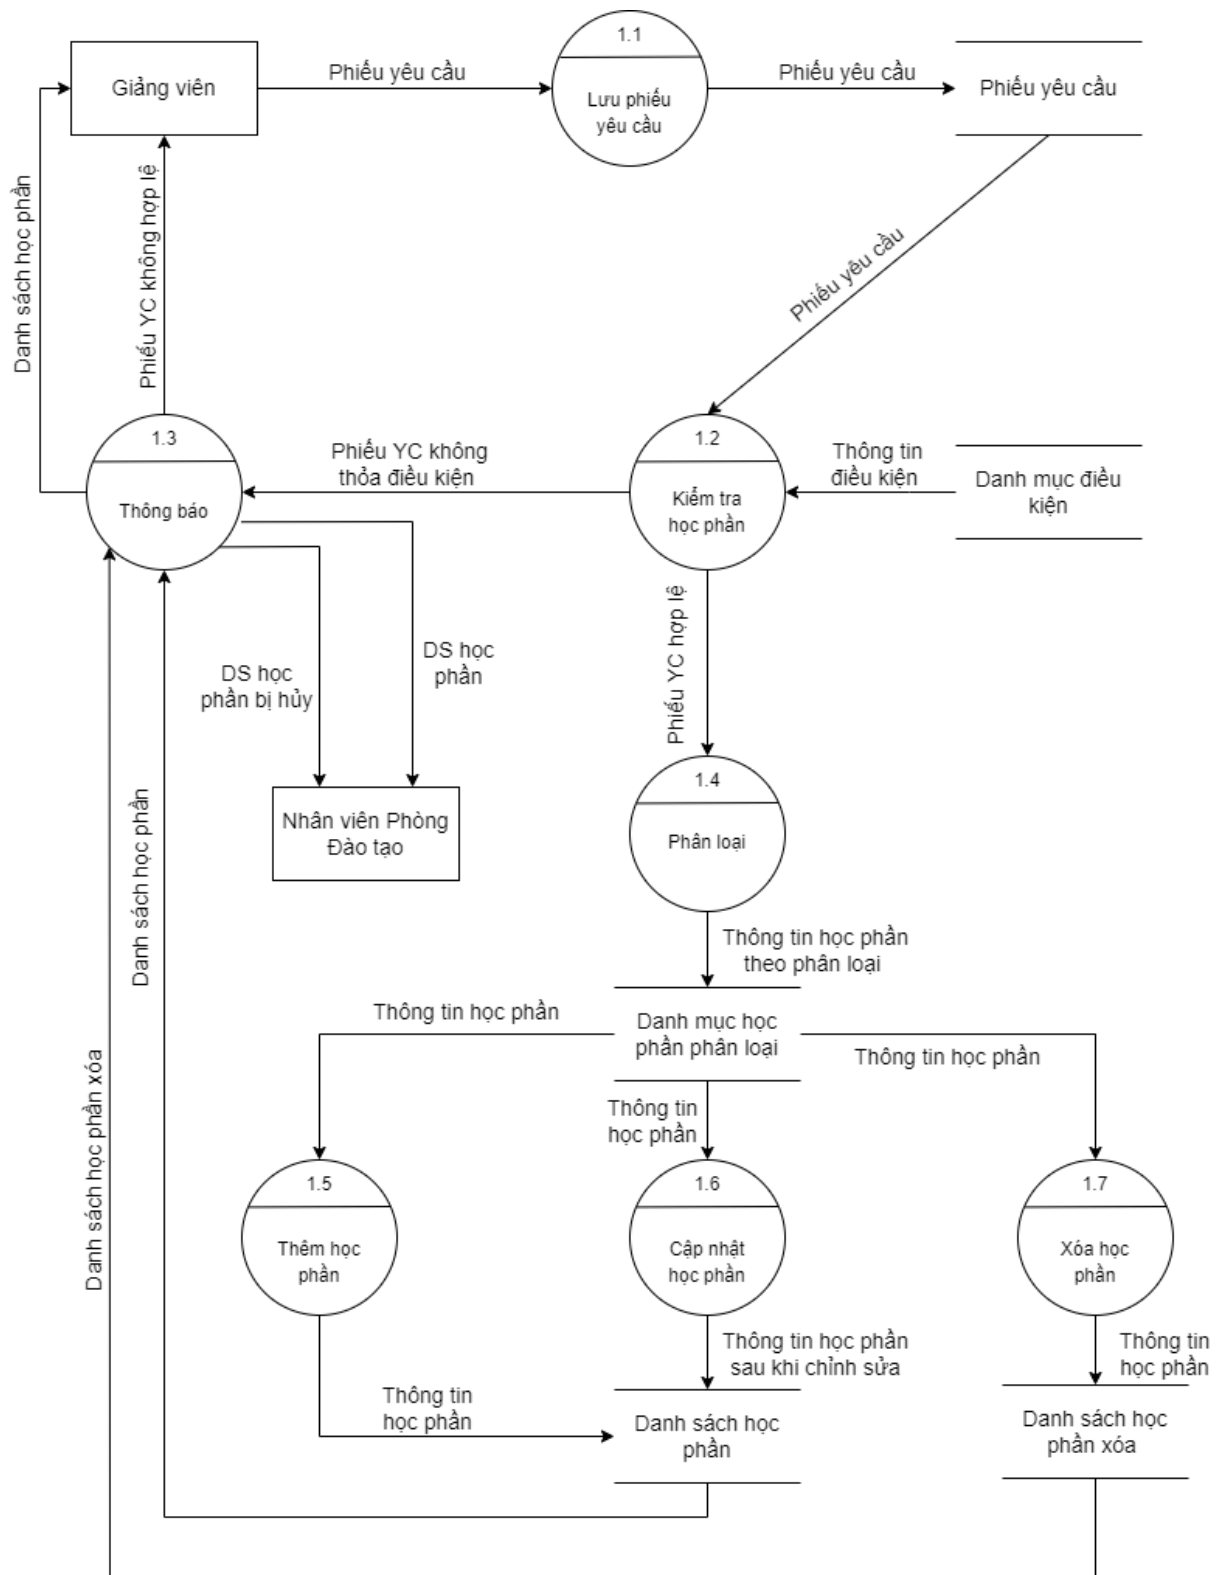 1.1
Giảng viên
Phiếu yêu cầu
Lưu phiếu
yêu cầu
Phiếu yêu cầu
Phiếu yêu cầu
Danh sách học phần
Phiếu YC không hợp lệ
Phiếu yêu cầu
1.3
Thông báo
Phiếu YC không
thỏa điều kiện
1.2
Kiểm tra
học phần
Thông tin
điều kiện
Danh mục điều
kiện
Phiếu YC hợp lệ
DS học
phần bị hủy
DS học
phần
Nhân viên Phòng
Đào tạo
1.4
Phân loại
Danh sách học phần
Thông tin học phần
theo phân loại
Thông tin học phần
Danh mục học
phần phân loại
Thông tin học phần
Thông tin
học phần
Danh sách học phần xóa
1.5
Thêm học
phần
1.6
Cập nhật
học phần
1.7
Xóa học
phần
Thông tin học phần
sau khi chỉnh sửa
Thông tin
học phần
Thông tin
học phần
Danh sách học
phần
Danh sách học
phần xóa